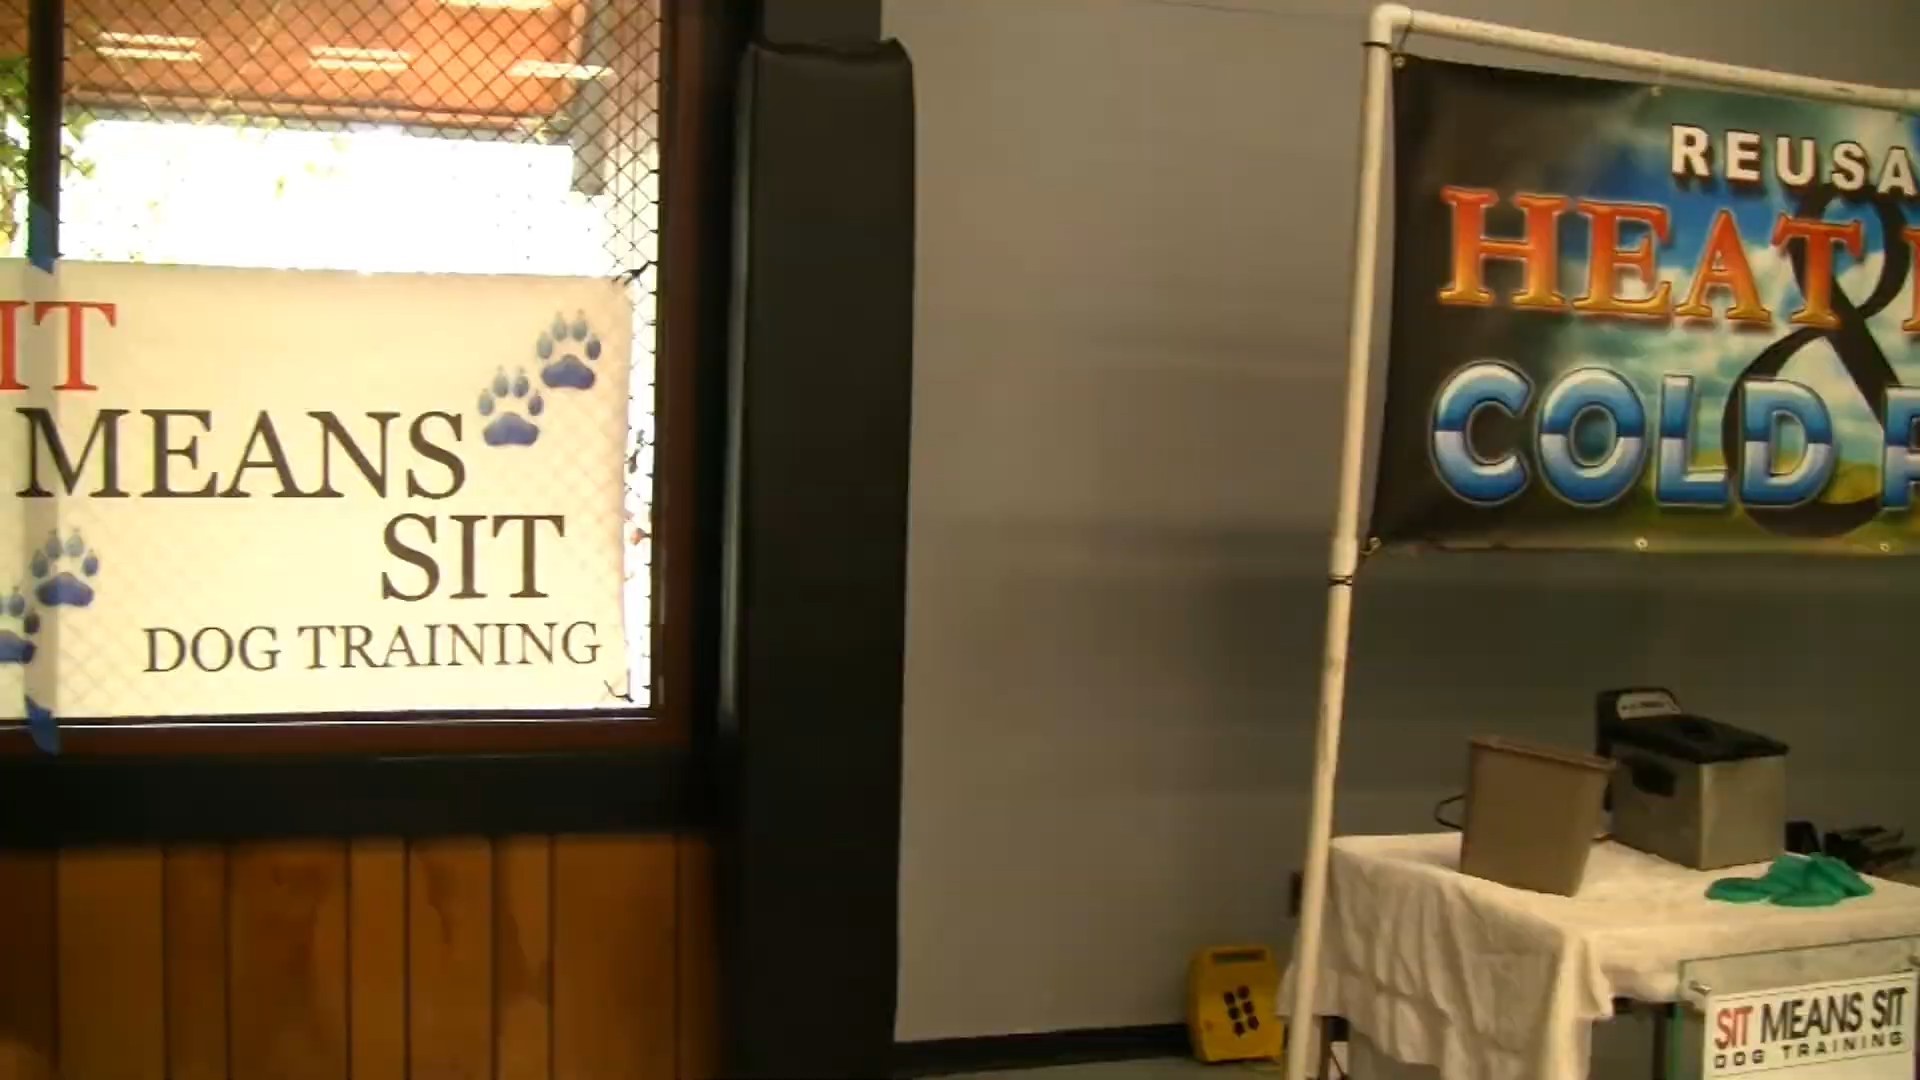 IT
MEANS
SIT
DOG TRAINING
REUSA
HEAT
COLD P
SIT MEANS SIT
DOG TRAINING